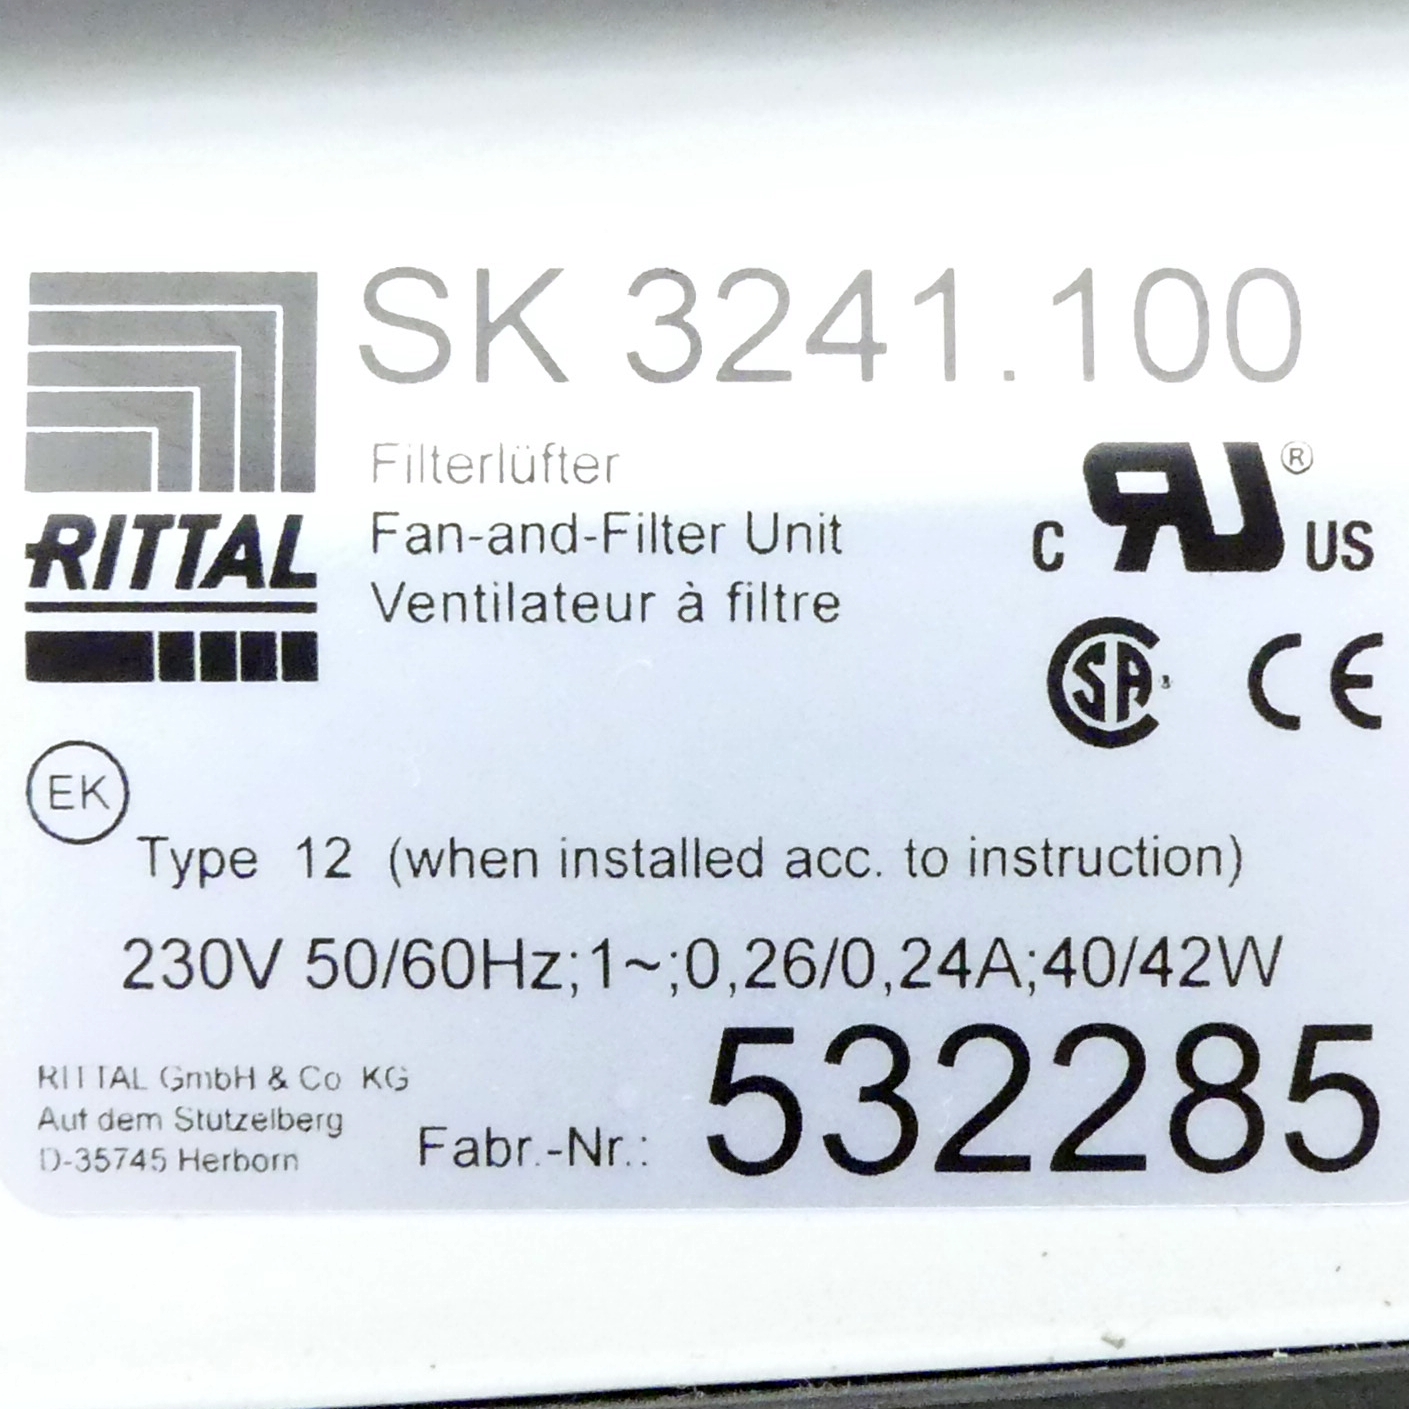 SK 3241.100
RITTAL
Filterlüfter
Fan-and-Filter Unit
Ventilateur à filtre
C RU ® US
CSA CE
EK
Type 12 (when installed acc. to instruction)
230V 50/60Hz;1~;0,26/0,24A;40/42W
RITTAL GmbH & Co KG
Auf dem Stutzelberg
D-35745 Herborn
Fabr.-Nr.: 532285